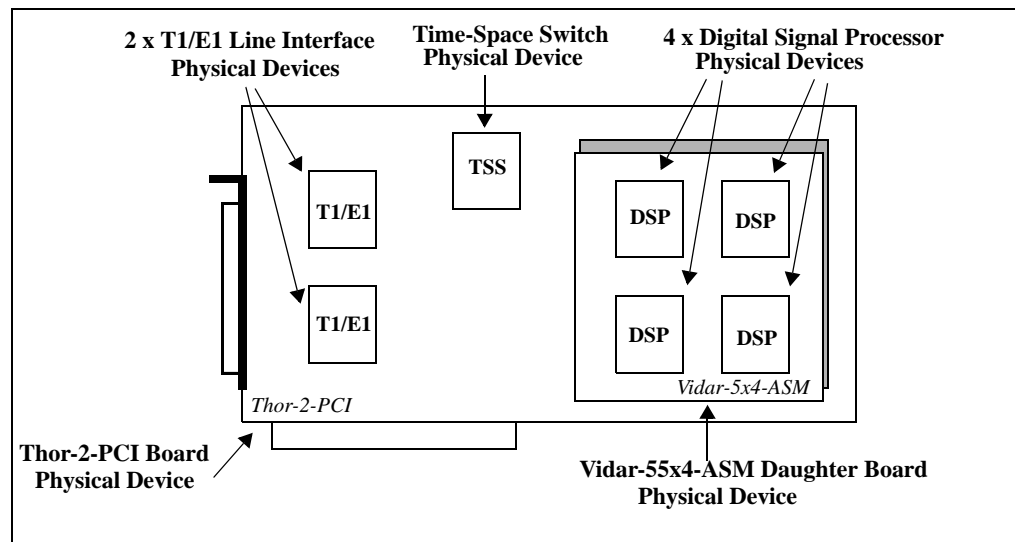 2 x T1/E1 Line Interface
Physical Devices
Time-Space Switch
Physical Device
4 x Digital Signal Processor
Physical Devices
TSS
T1/E1
T1/E1
DSP
DSP
DSP
DSP
Thor-2-PCI
Vidar-5x4-ASM
Thor-2-PCI Board
Physical Device
Vidar-55x4-ASM Daughter Board
Physical Device